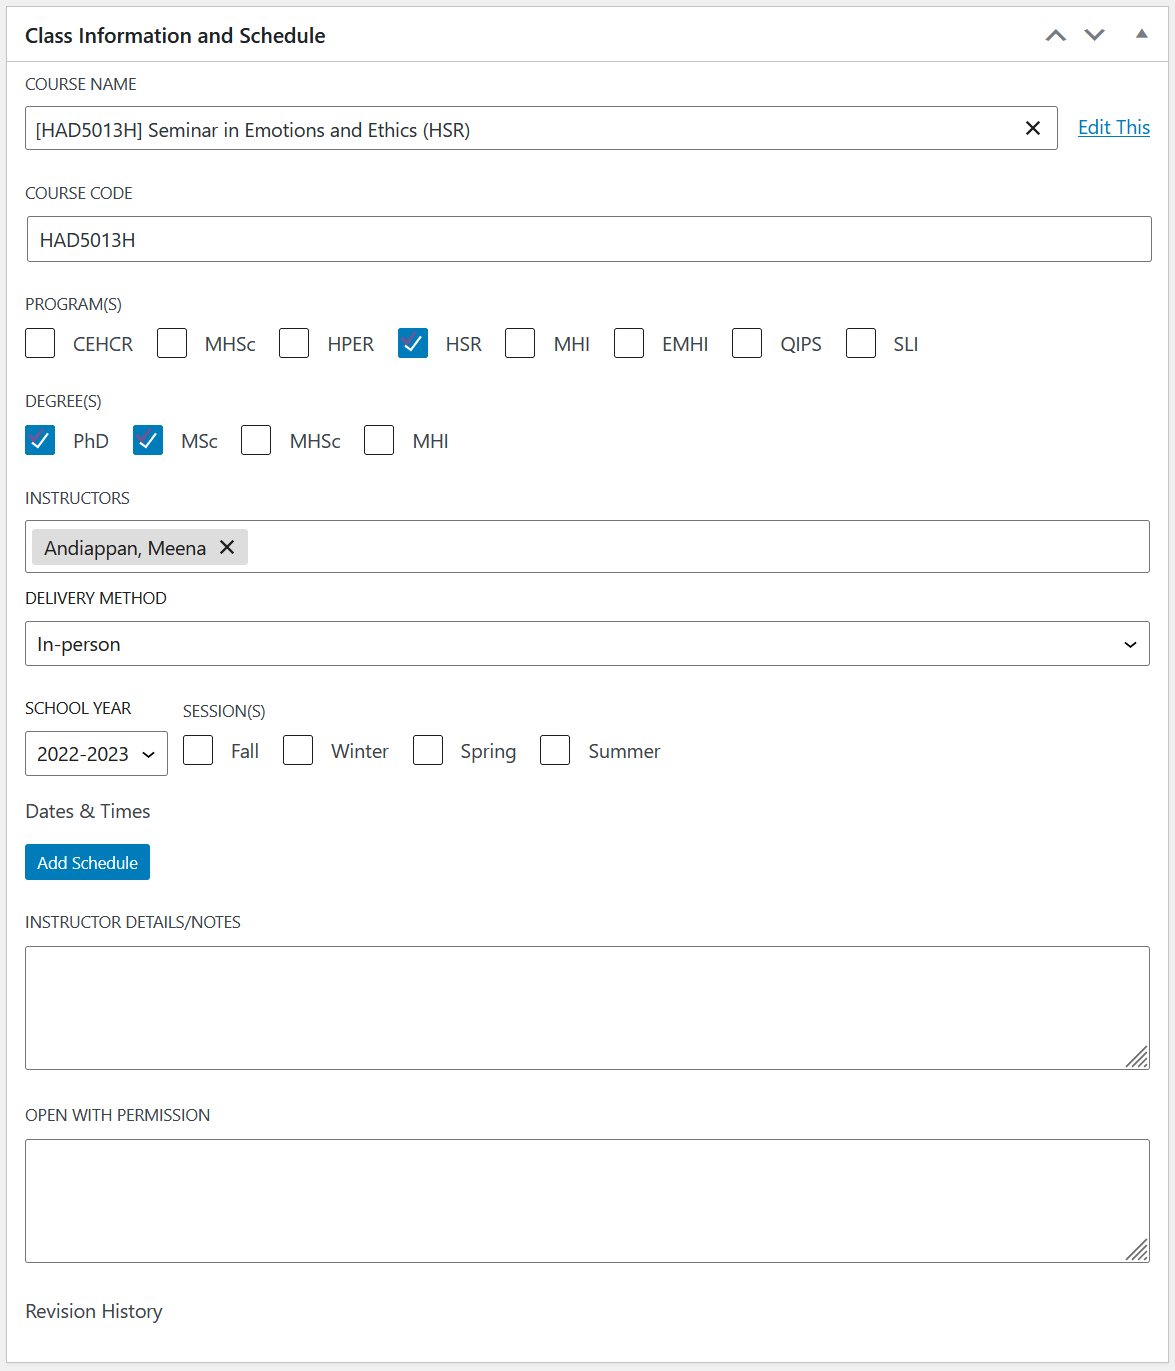 Class Information and Schedule
COURSE NAME
[HAD5013H] Seminar in Emotions and Ethics (HSR)
Edit This
COURSE CODE
HAD5013H
PROGRAM(S)
CEHCR MHSc HPER HSR MHI EMHI QIPS SLI
DEGREE(S)
PhD MSc MHSc MHI
INSTRUCTORS
Andiappan, Meena
DELIVERY METHOD
In-person
SCHOOL YEAR SESSION(S)
2022-2023 Fall Winter Spring Summer
Dates & Times
Add Schedule
INSTRUCTOR DETAILS/NOTES
OPEN WITH PERMISSION
Revision History